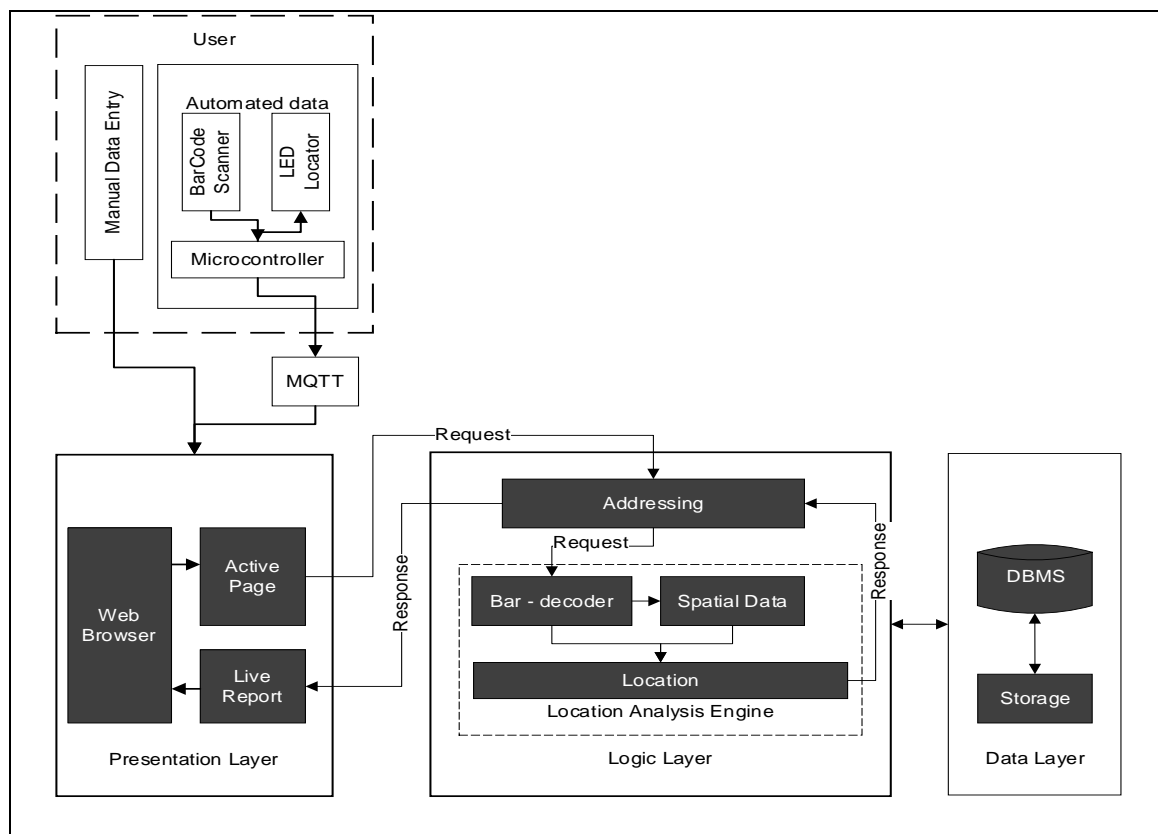 User
Manual Data Entry
Automated data
BarCode
Scanner
LED
Locator
Microcontroller
MQTT
Request
Addressing
Request
Response
Response
Active
Page
Web
Browser
Live
Report
Presentation Layer
Bar - decoder
Spatial Data
Location
Location Analysis Engine
Logic Layer
DBMS
Storage
Data Layer